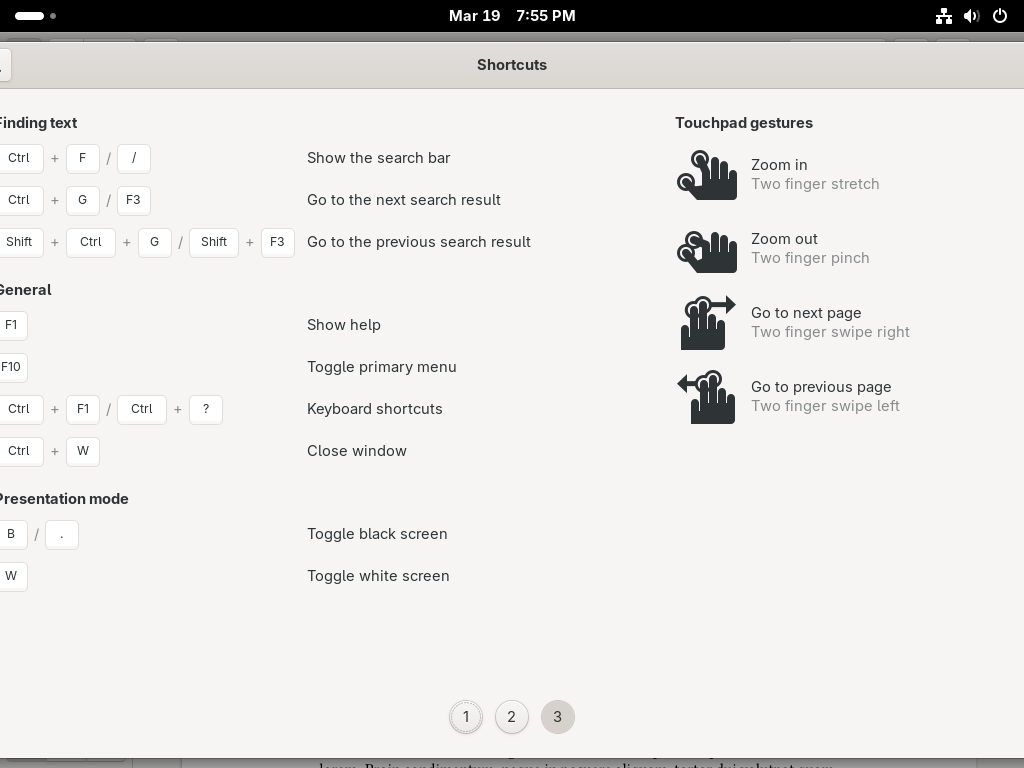 Mar 19 7:55 PM
Shortcuts
Finding text
Ctrl + F / / Show the search bar
Ctrl + G / F3 Go to the next search result
Shift + Ctrl + G / Shift + F3 Go to the previous search result
General
F1 Show help
F10 Toggle primary menu
Ctrl + F1 / Ctrl + ? Keyboard shortcuts
Ctrl + W Close window
Presentation mode
B / . Toggle black screen
W Toggle white screen
Touchpad gestures
Zoom in
Two finger stretch
Zoom out
Two finger pinch
Go to next page
Two finger swipe right
Go to previous page
Two finger swipe left
1 2 3